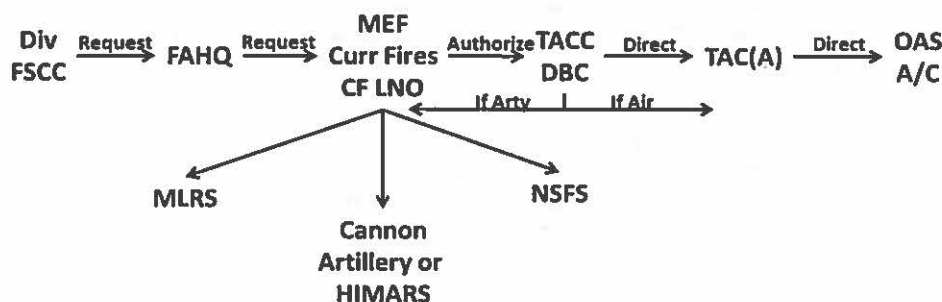 Div
FSCC
Request
FAHQ
Request
MEF
Curr Fires
CF LNO
Authorize
TACC
DBC
Direct
TAC(A)
Direct
OAS
A/C
If Arty
If Air
MLRS
Cannon
Artillery or
HIMARS
NSFS